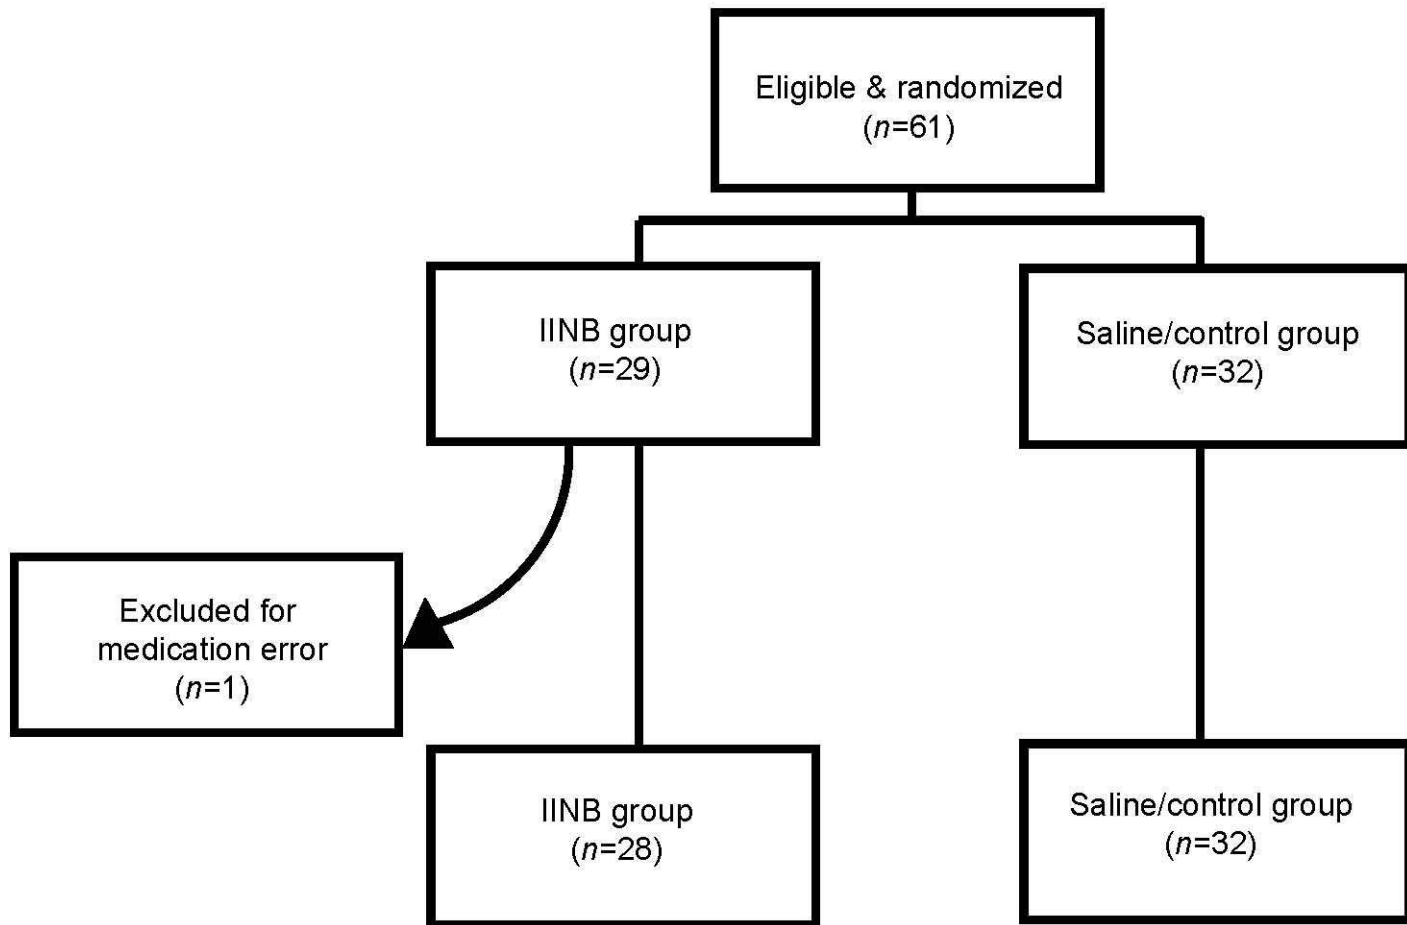 Eligible & randomized
(n=61)
IINB group
(n=29)
Saline/control group
(n=32)
Excluded for
medication error
(n=1)
IINB group
(n=28)
Saline/control group
(n=32)